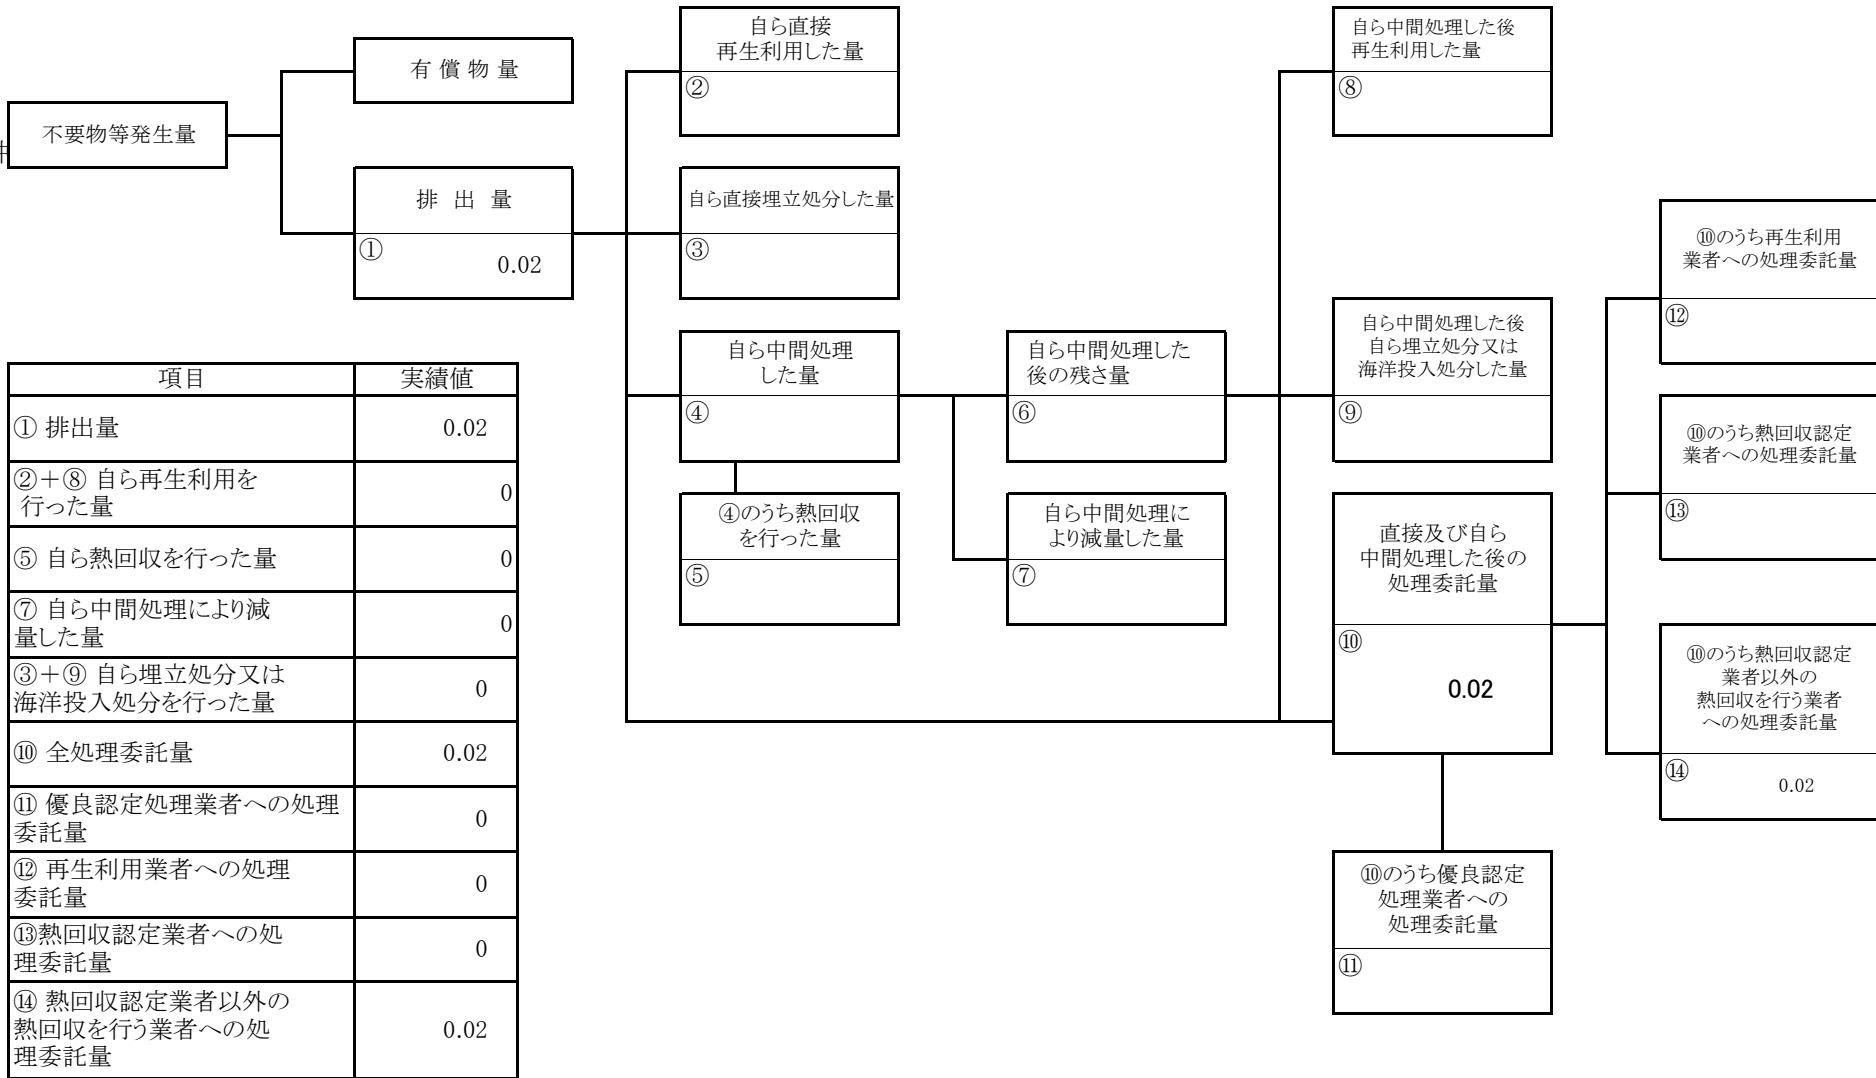 自ら直接
再生利用した量
②
自ら中間処理した後
再生利用した量
⑧
有 償 物 量
不要物等発生量
排 出 量
①
0.02
自ら直接埋立処分した量
③
⑩のうち再生利用
業者への処理委託量
⑫
自ら中間処理
した量
④
自ら中間処理した
後の残さ量
⑥
自ら中間処理した後
自ら埋立処分又は
海洋投入処分した量
⑨
⑩のうち熱回収認定
業者への処理委託量
⑬
④のうち熱回収
を行った量
⑤
自ら中間処理に
より減量した量
⑦
直接及び自ら
中間処理した後の
処理委託量
⑩
0.02
⑩のうち熱回収認定
業者以外の
熱回収を行う業者
への処理委託量
⑭
0.02
⑩のうち優良認定
処理業者への
処理委託量
⑪
項目 実績値
① 排出量 0.02
②+⑧ 自ら再生利用を
行った量 0
⑤ 自ら熱回収を行った量 0
⑦ 自ら中間処理により減
量した量 0
③+⑨ 自ら埋立処分又は
海洋投入処分を行った量 0
⑩ 全処理委託量 0.02
⑪ 優良認定処理業者への処理
委託量 0
⑫ 再生利用業者への処理
委託量 0
⑬熱回収認定業者への処
理委託量 0
⑭ 熱回収認定業者以外の
熱回収を行う業者への処
理委託量 0.02